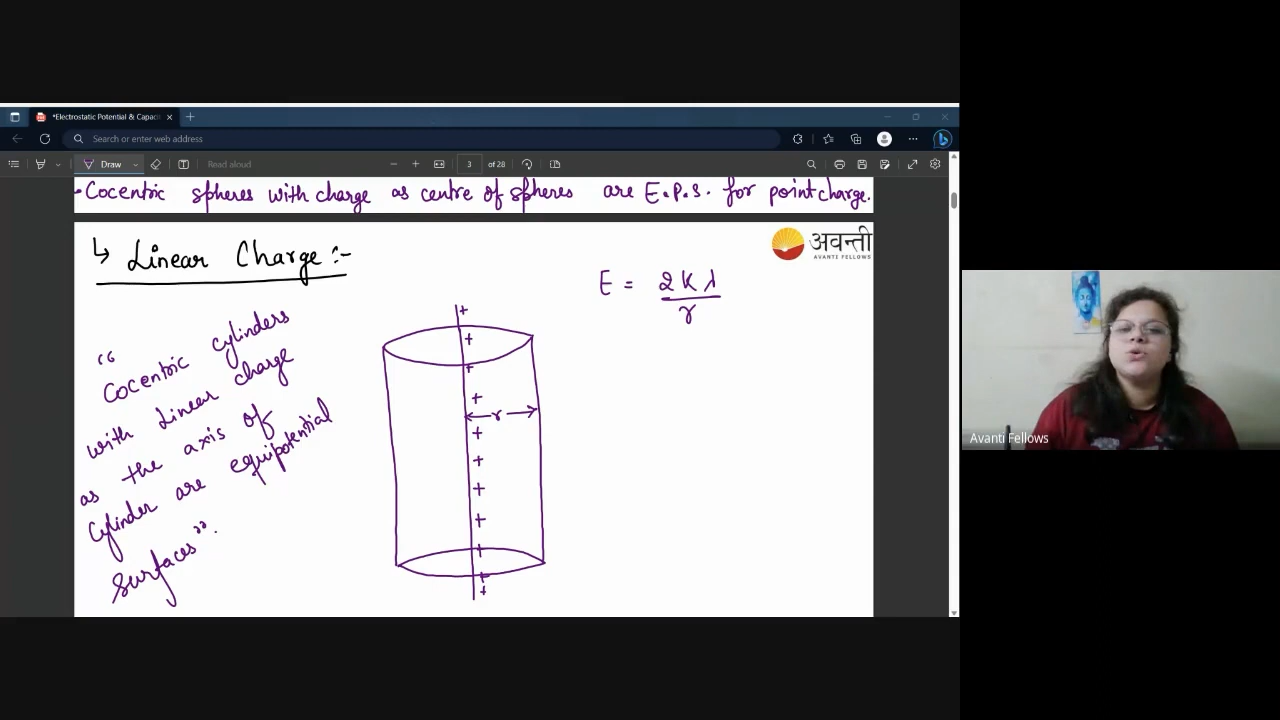 *Electrostatic Potential & Capaci
Search or enter web address
Draw
Read aloud
3
of 28
• Cocentric spheres with charge as centre of spheres are E.P.S. for point charge.
↳ Linear Charge :-
अवन्ती
AVANTI FELLOWS
E = 2Kλ
r
"Cocentric cylinders
with Linear charge
as the axis of
Cylinder are equipotential
surfaces".
+
+
+
+
r
+
+
+
+
+
+
+
Avanti Fellows